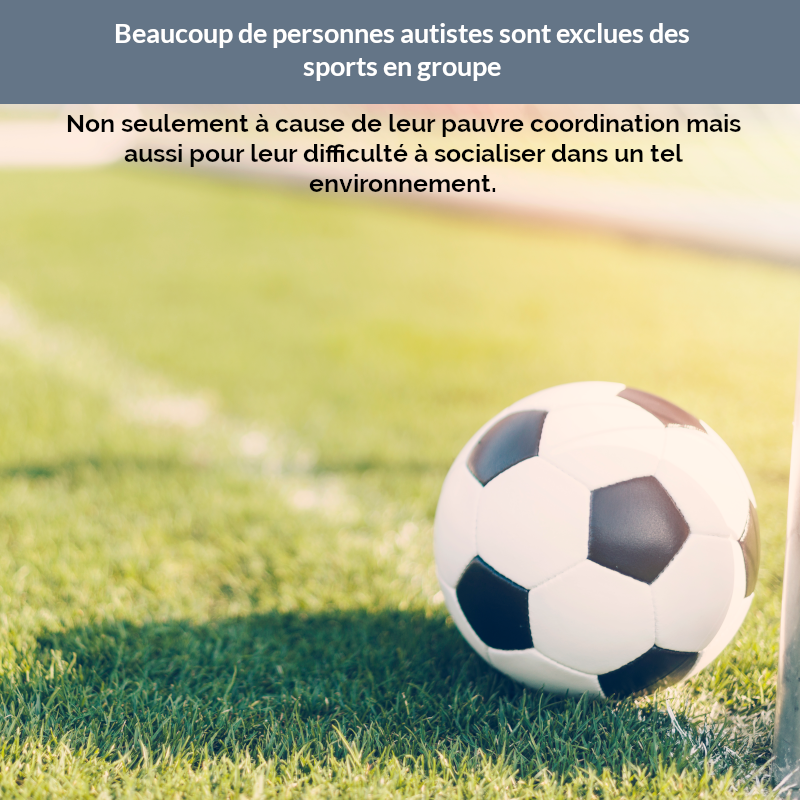 Beaucoup de personnes autistes sont exclues des
sports en groupe
Non seulement à cause de leur pauvre coordination mais
aussi pour leur difficulté à socialiser dans un tel
environnement.